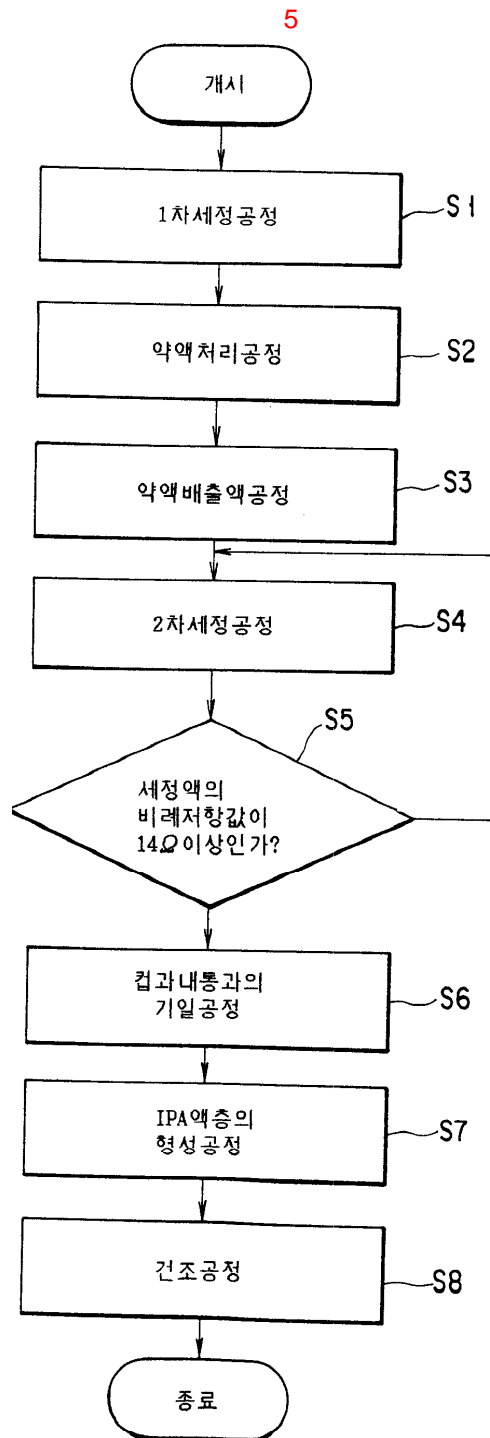 5
개시
1차세정공정
S1
약액처리공정
S2
약액배출액공정
S3
2차세정공정
S4
S5
세정액의
비례저항값이
14Ω이상인가?
컵과내통과의
기일공정
S6
IPA액층의
형성공정
S7
건조공정
S8
종료